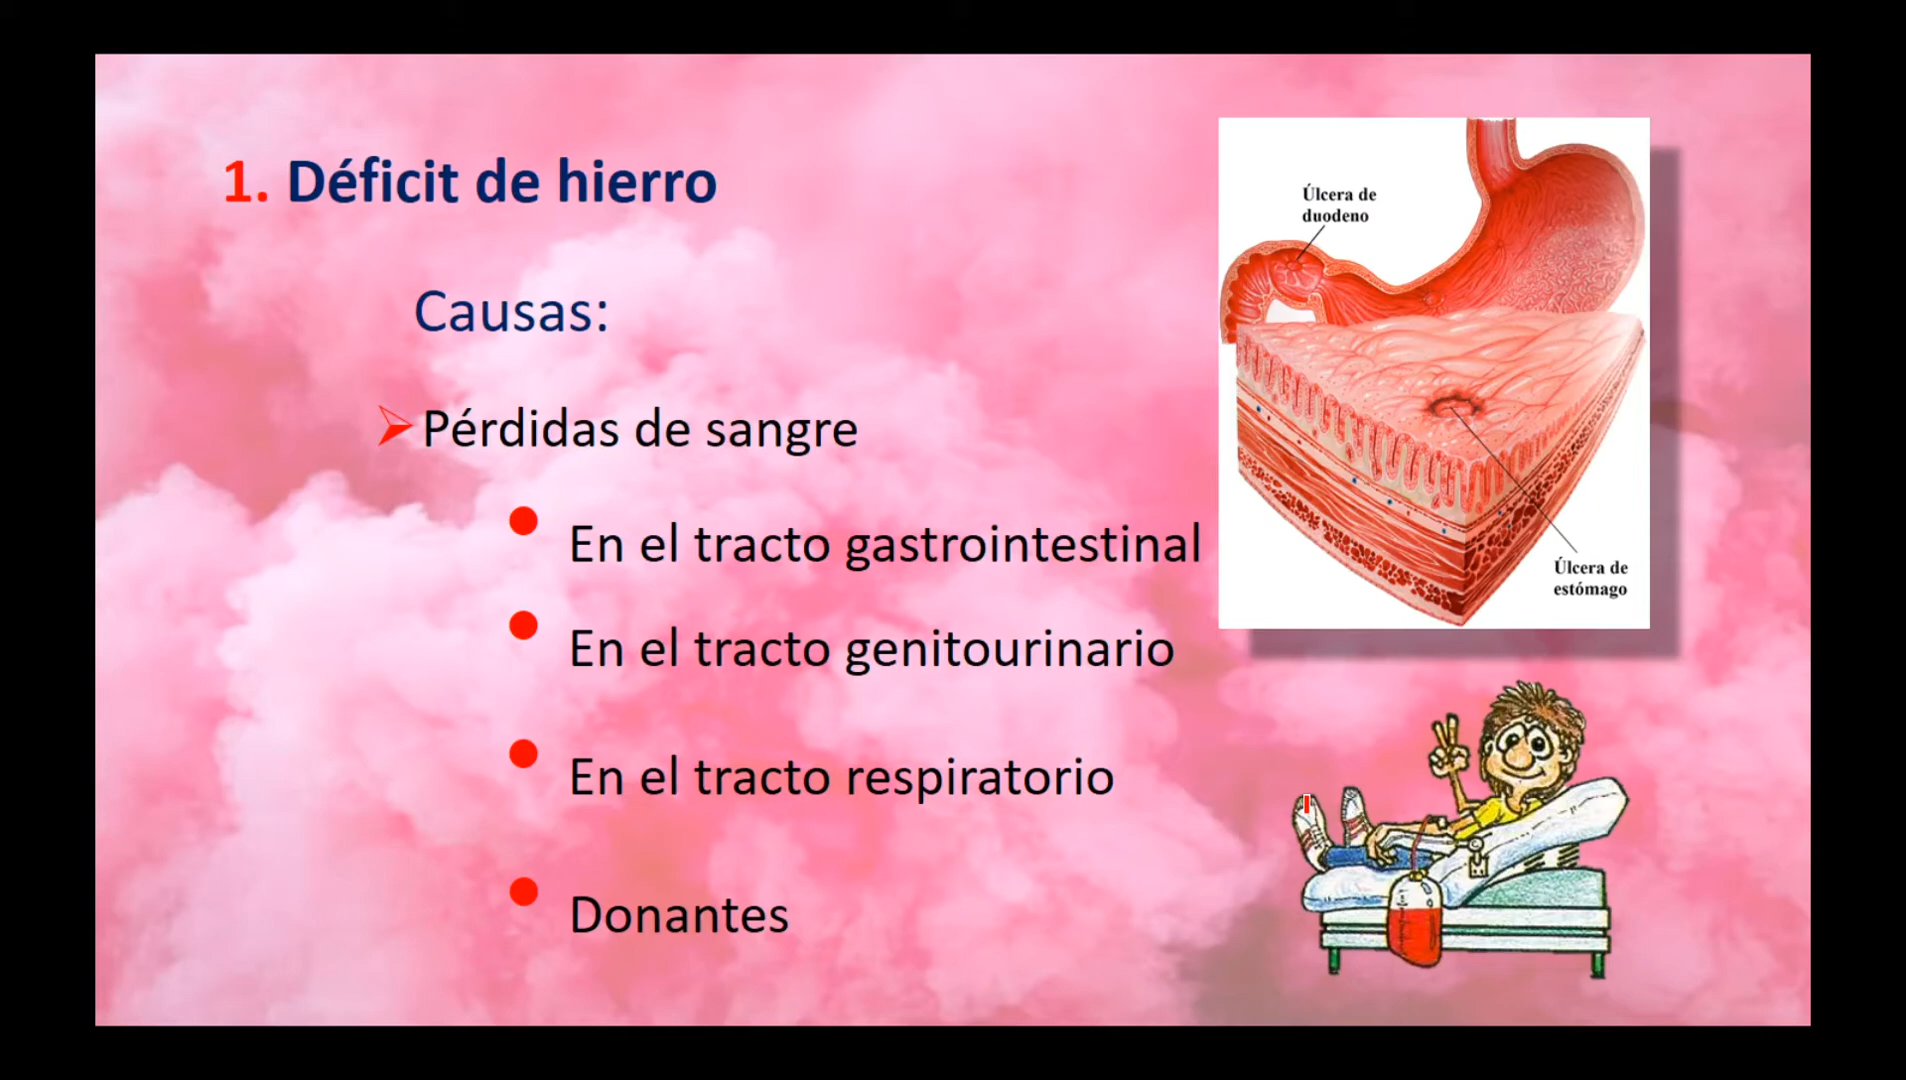 1. Déficit de hierro
Causas:
Pérdidas de sangre
En el tracto gastrointestinal
En el tracto genitourinario
En el tracto respiratorio
Donantes
Úlcera de
duodeno
Úlcera de
estómago